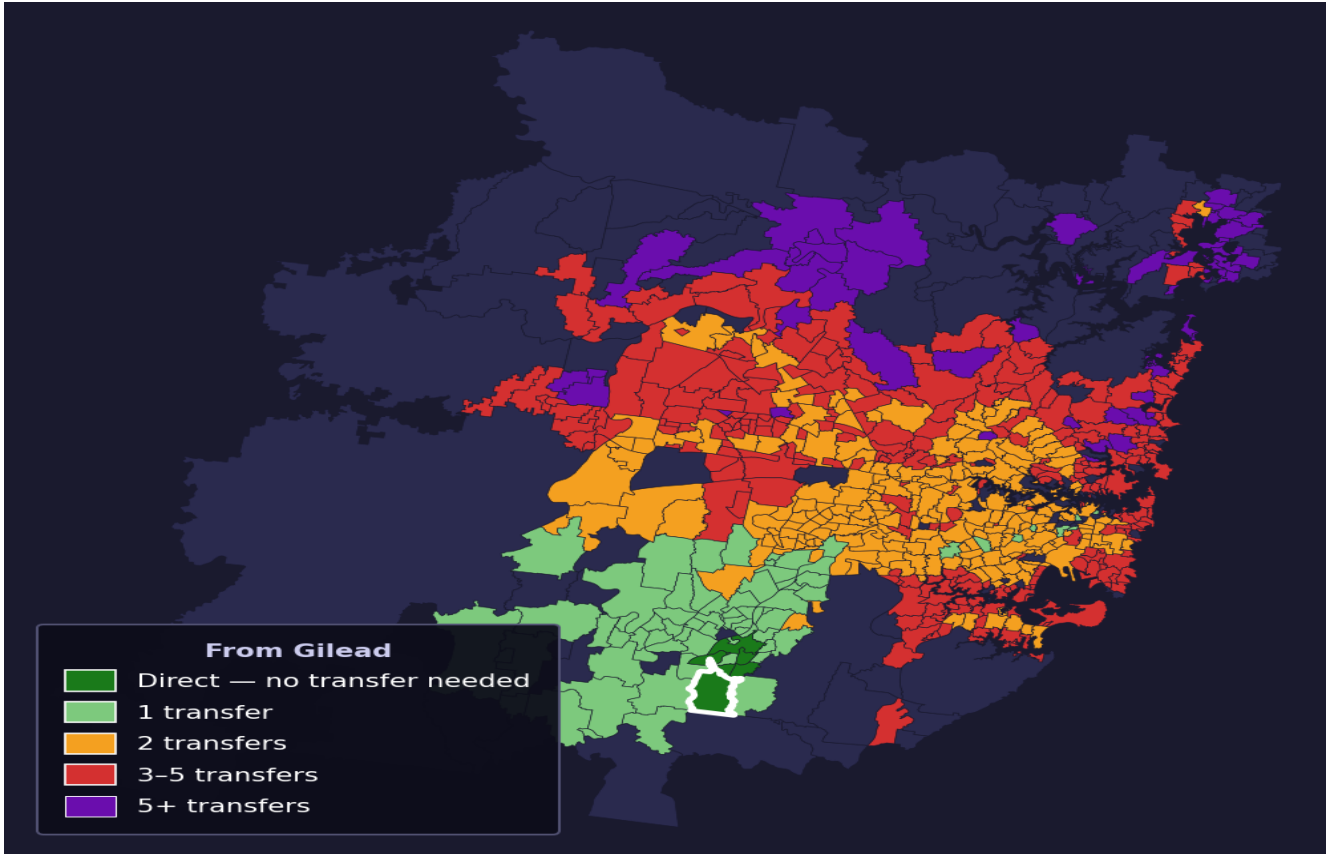 From Gilead
Direct — no transfer needed
1 transfer
2 transfers
3–5 transfers
5+ transfers